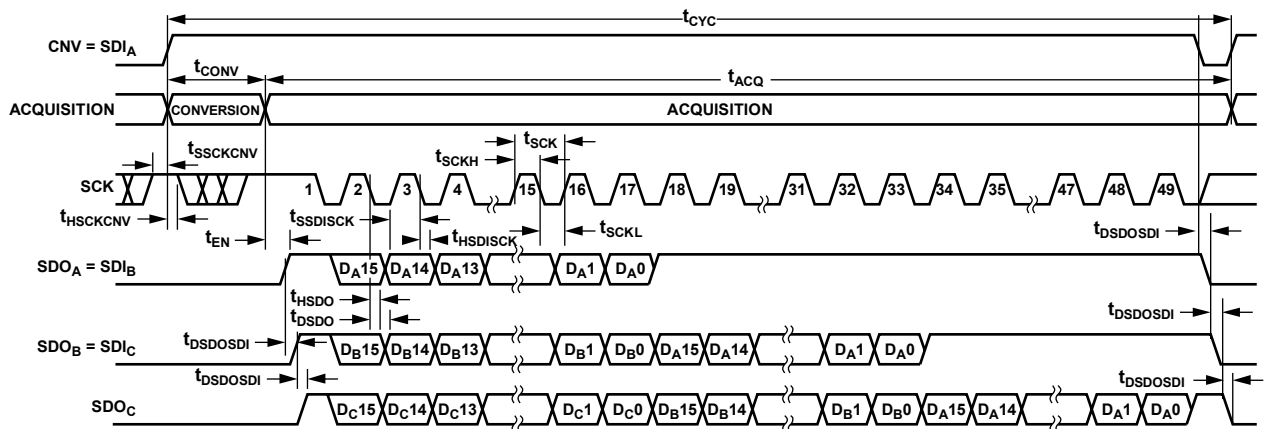 tCYC
CNV = SDIA
tCONV
tACQ
ACQUISITION CONVERSION ACQUISITION
tSSCKCNV
tSCK
tSCKH
SCK 1 2 3 4 15 16 17 18 19 31 32 33 34 35 47 48 49
tHSCKCNV
tSSDISCK
tHSDISCK
tSCKL
tDSDOSDI
tEN
SDOA = SDIB DA15 DA14 DA13 DA1 DA0
tHSDO
tDSDO
tDSDOSDI
tDSDOSDI
SDOB = SDIC DB15 DB14 DB13 DB1 DB0 DA15 DA14 DA1 DA0
tDSDOSDI
tDSDOSDI
SDOC DC15 DC14 DC13 DC1 DC0 DB15 DB14 DB1 DB0 DA15 DA14 DA1 DA0